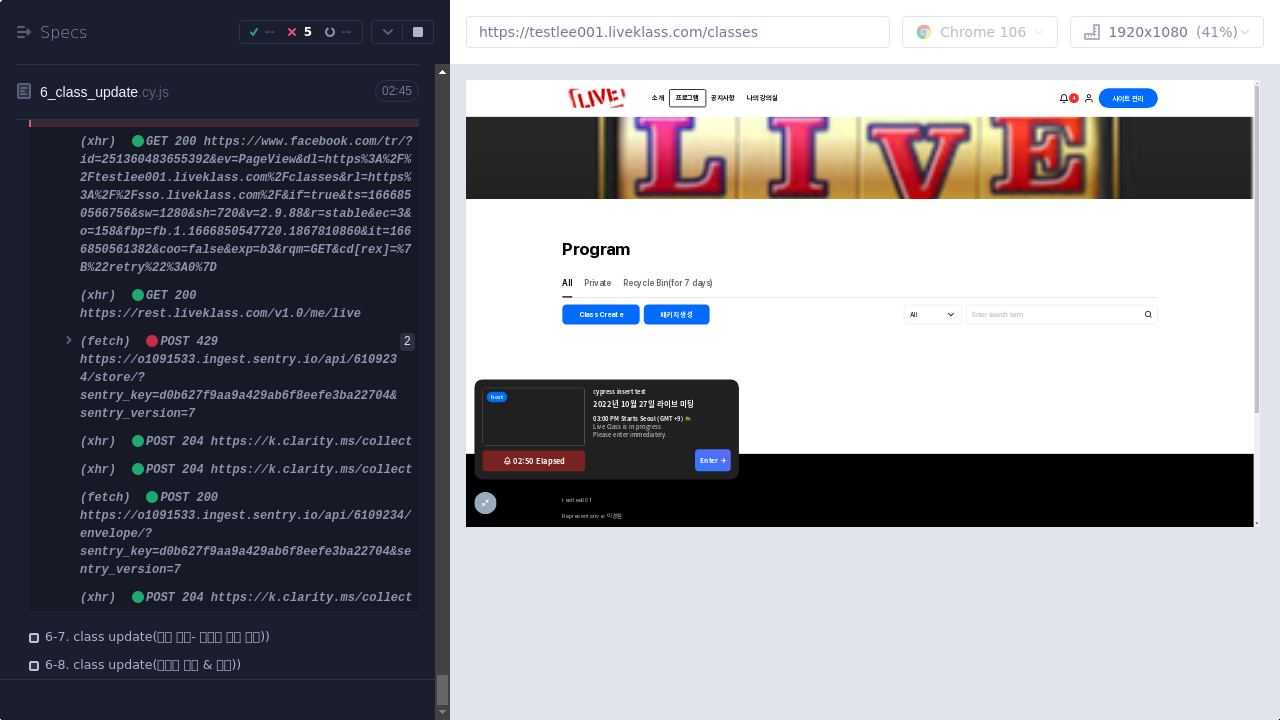 Specs
-- 5 --
6_class_update.cy.js
02:45
(xhr) GET 200 https://www.facebook.com/tr/?
id=251360483655392&ev=PageView&dl=https%3A%2F%
2Ftestlee001.liveklass.com%2Fclasses&rl=https%
3A%2F%2Fsso.liveklass.com%2F&if=true&ts=166685
0566756&sw=1280&sh=720&v=2.9.88&r=stable&ec=3&
o=158&fbp=fb.1.1666850547720.1867810860&it=166
6850561382&coo=false&exp=b3&rqm=GET&cd[rex]=%7
B%22retry%22%3A0%7D
(xhr) GET 200
https://rest.liveklass.com/v1.0/me/live
(fetch) POST 429 2
https://o1091533.ingest.sentry.io/api/610923
4/store/?
sentry_key=d0b627f9aa9a429ab6f8eefe3ba22704&
sentry_version=7
(xhr) POST 204 https://k.clarity.ms/collect
(xhr) POST 204 https://k.clarity.ms/collect
(fetch) POST 200
https://o1091533.ingest.sentry.io/api/6109234/
envelope/?
sentry_key=d0b627f9aa9a429ab6f8eefe3ba22704&se
ntry_version=7
(xhr) POST 204 https://k.clarity.ms/collect
6-7. class update(
6-8. class update(
https://testlee001.liveklass.com/classes
Chrome 106
1920x1080 (41%)
LIVE!
소개 프로그램 공지사항 나의 강의실
4
사이트 관리
LIVE
Program
All Private Recycle Bin(for 7 days)
Class Create 패키지 생성
All
Enter search term
host
cypress insert test
2022년 10월 27일 라이브 미팅
03:00 PM Starts Seoul (GMT +9)
Live Class is in progress.
Please enter immediately.
02:50 Elapsed
Enter →
testlee001
Representative: